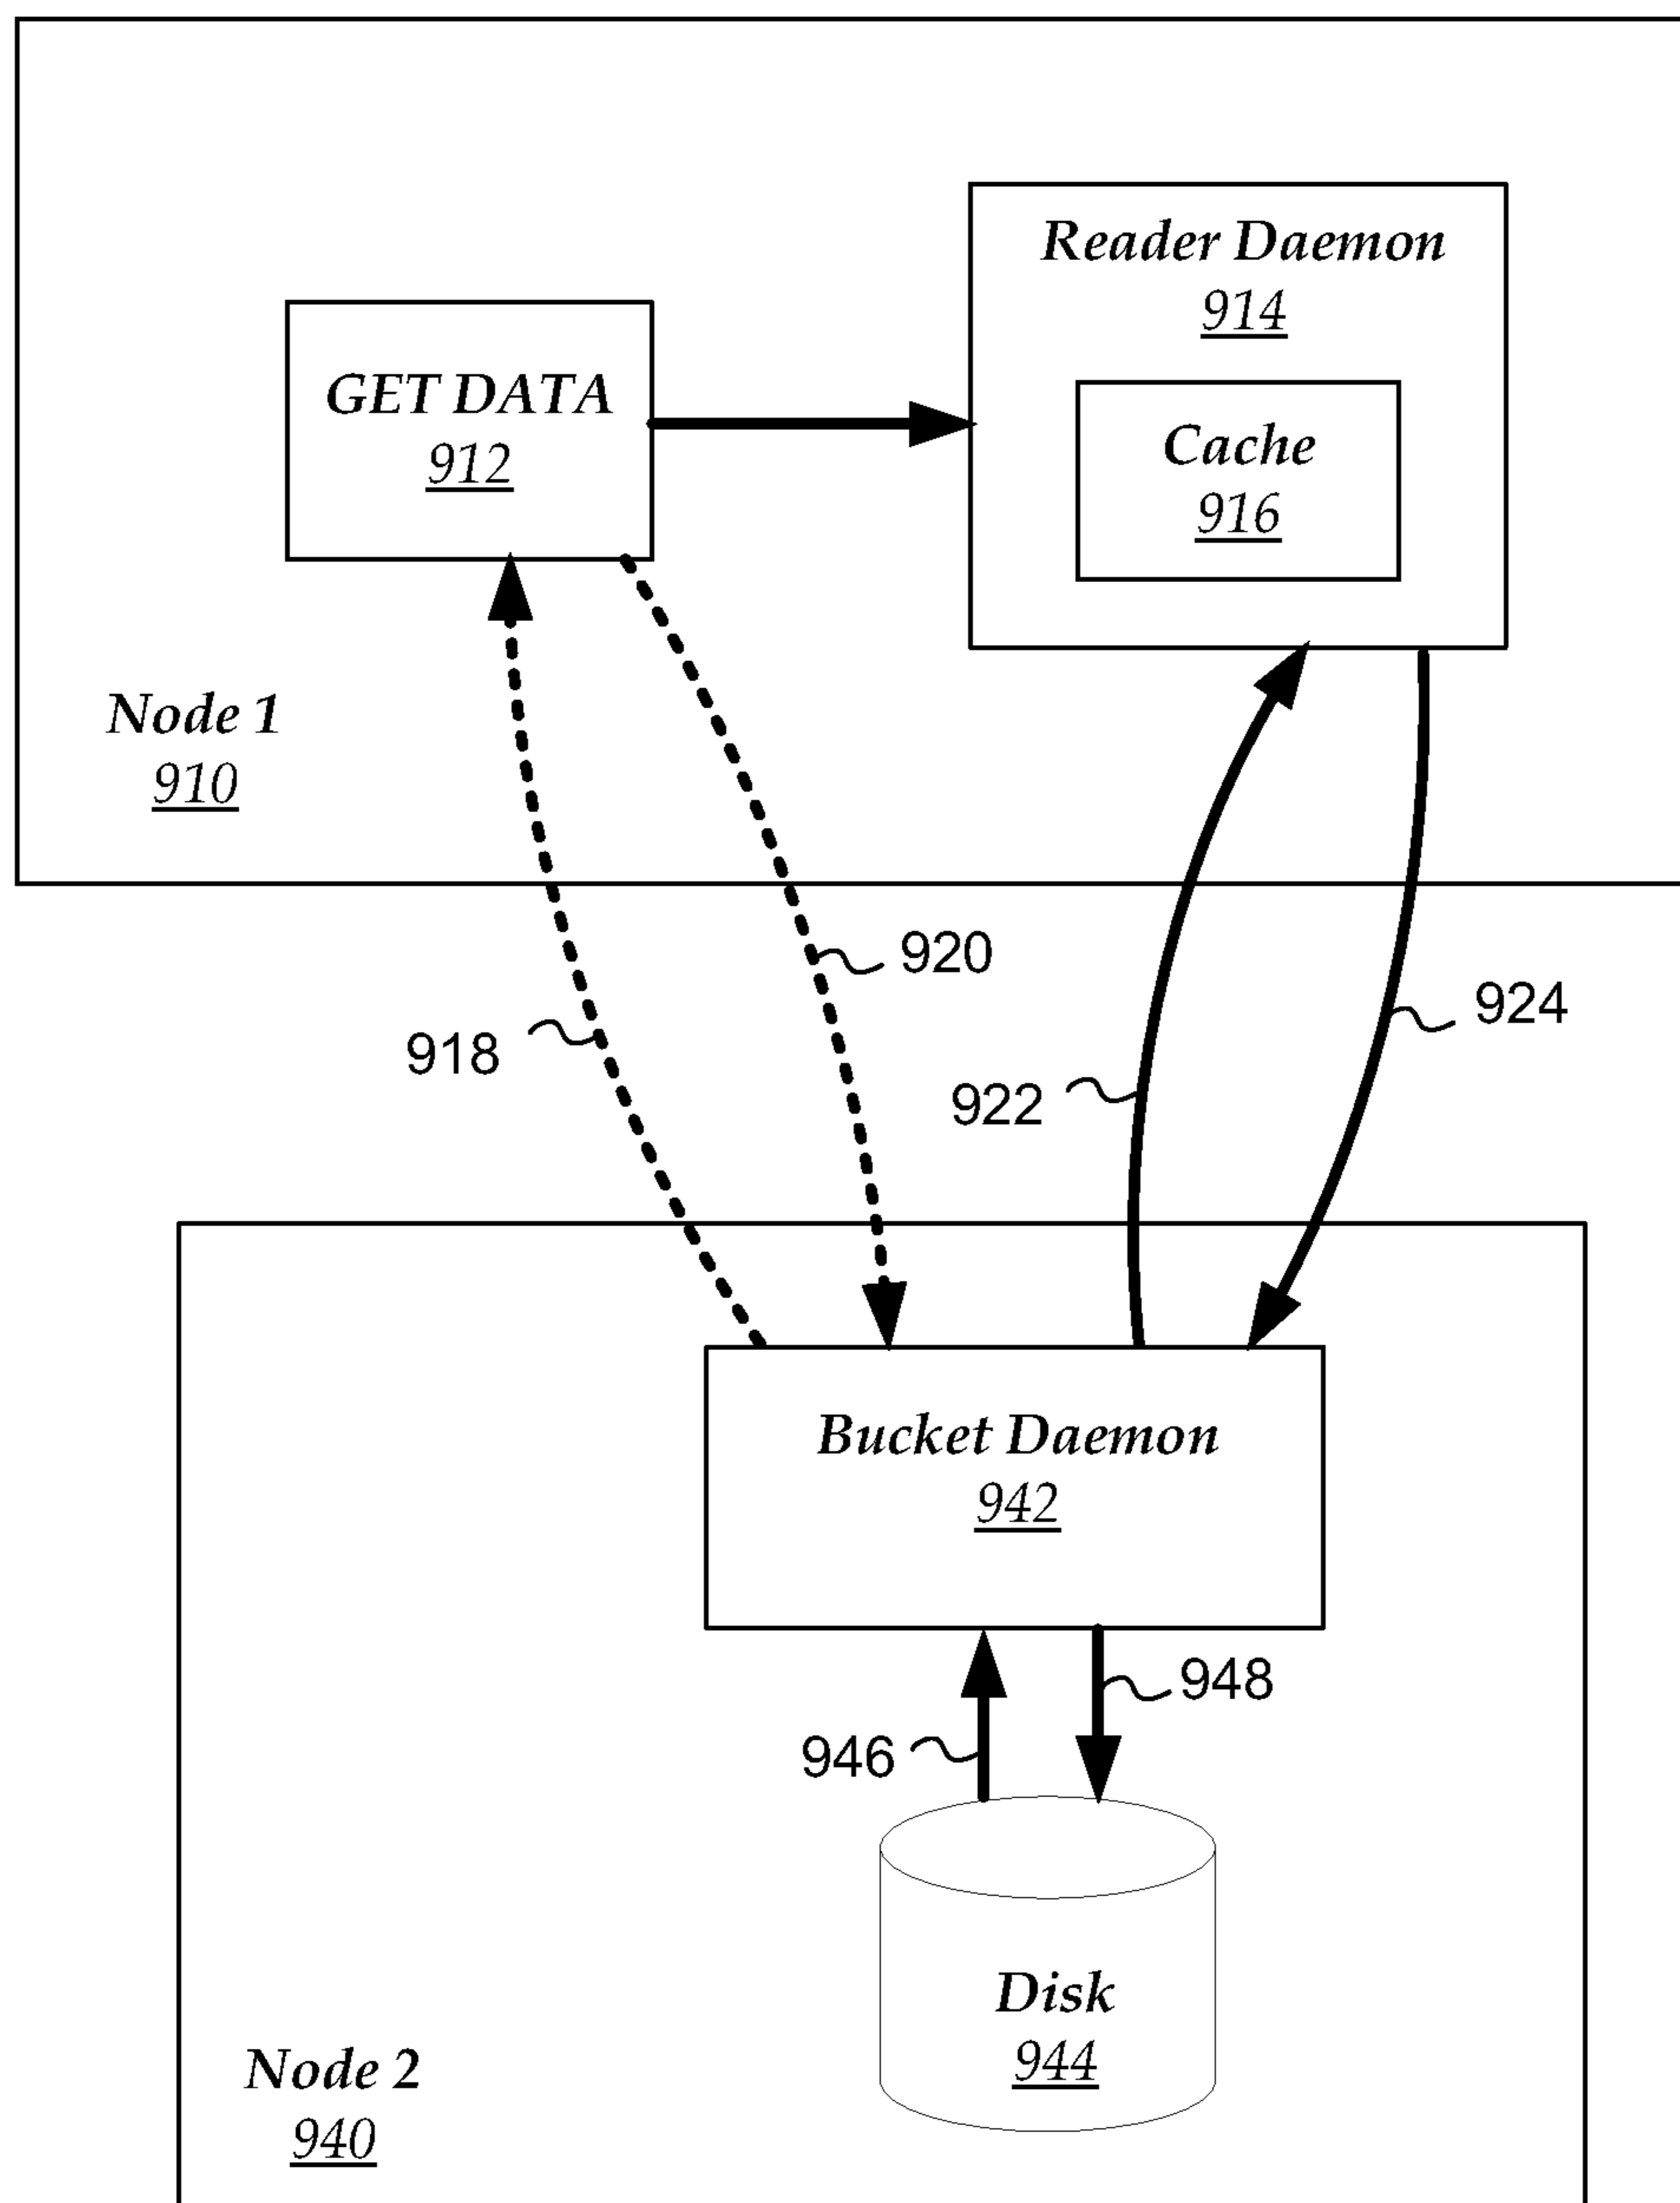 Reader Daemon
914
GET DATA
912
Cache
916
Node 1
910
920
924
918
922
Bucket Daemon
942
948
946
Disk
944
Node 2
940